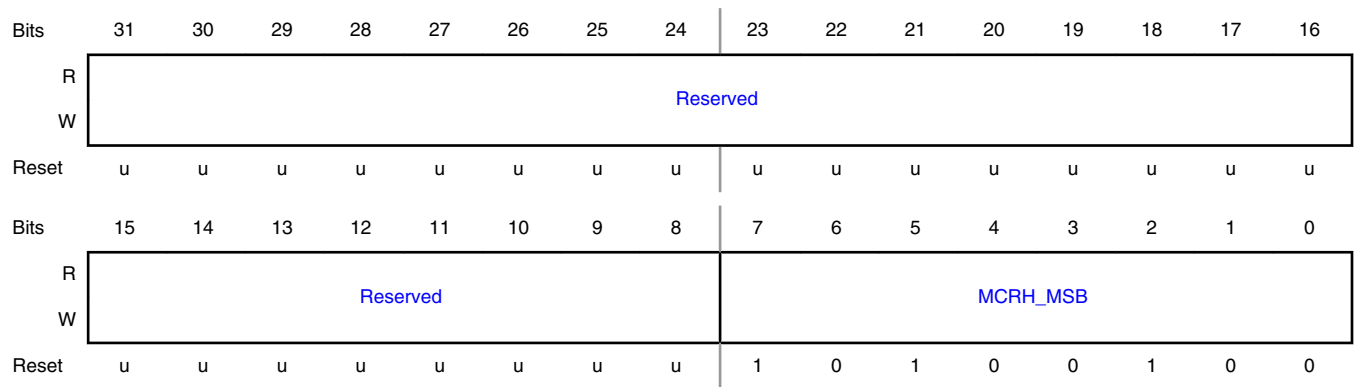 Bits 31 30 29 28 27 26 25 24 23 22 21 20 19 18 17 16
R
Reserved
W
Reset u u u u u u u u u u u u u u u u
Bits 15 14 13 12 11 10 9 8 7 6 5 4 3 2 1 0
R
Reserved MCRH_MSB
W
Reset u u u u u u u u 1 0 1 0 0 1 0 0